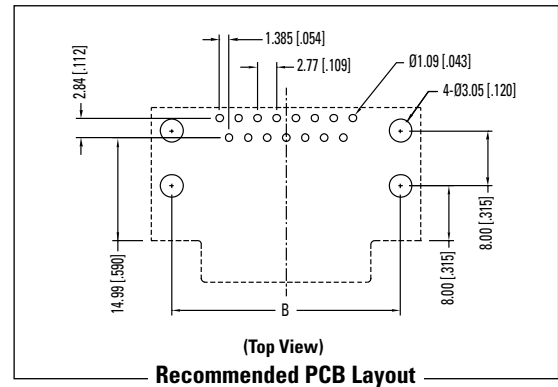 1.385 [.054]
2.77 [.109]
Ø1.09 [.043]
4-Ø3.05 [.120]
2.84 [.112]
14.99 [.590]
8.00 [.315]
8.00 [.315]
B
(Top View)
Recommended PCB Layout